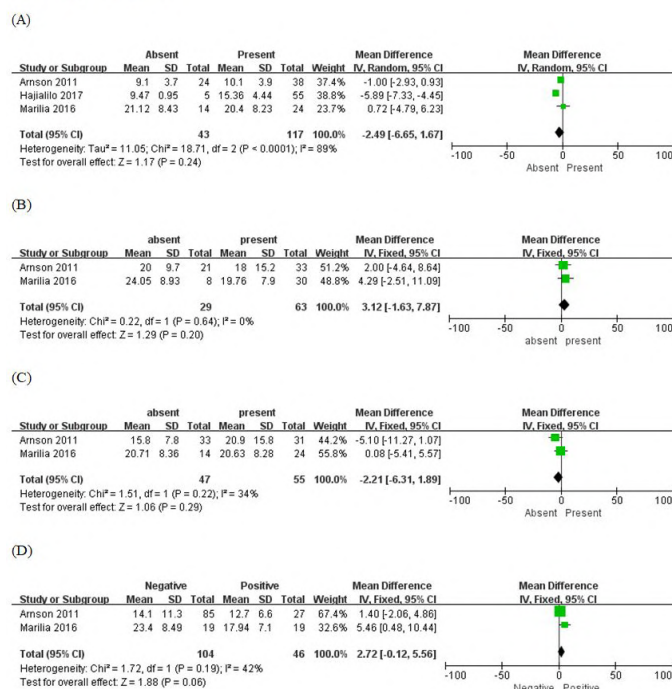 (A)
Absent Present Mean Difference Mean Difference
Study or Subgroup Mean SD Total Mean SD Total Weight IV, Random, 95% CI IV, Random, 95% CI
Arnson 2011 9.1 3.7 24 10.1 3.9 38 37.4% -1.00 [-2.93, 0.93]
Hajialilo 2017 9.47 0.95 5 15.36 4.44 55 38.8% -5.89 [-7.33, -4.45]
Marilia 2016 21.12 8.43 14 20.4 8.23 24 23.7% 0.72 [-4.79, 6.23]
Total (95% CI) 43 117 100.0% -2.49 [-6.65, 1.67]
Heterogeneity: Tau² = 11.05; Chi² = 18.71, df = 2 (P < 0.0001); I² = 89%
Test for overall effect: Z = 1.17 (P = 0.24)
-100 -50 0 50 100
Absent Present
(B)
absent present Mean Difference Mean Difference
Study or Subgroup Mean SD Total Mean SD Total Weight IV, Fixed, 95% CI IV, Fixed, 95% CI
Arnson 2011 20 9.7 21 18 15.2 33 51.2% 2.00 [-4.64, 8.64]
Marilia 2016 24.05 8.93 8 19.76 7.9 30 48.8% 4.29 [-2.51, 11.09]
Total (95% CI) 29 63 100.0% 3.12 [-1.63, 7.87]
Heterogeneity: Chi² = 0.22, df = 1 (P = 0.64); I² = 0%
Test for overall effect: Z = 1.29 (P = 0.20)
-100 -50 0 50 100
absent present
(C)
absent present Mean Difference Mean Difference
Study or Subgroup Mean SD Total Mean SD Total Weight IV, Fixed, 95% CI IV, Fixed, 95% CI
Arnson 2011 15.8 7.8 33 20.9 15.8 31 44.2% -5.10 [-11.27, 1.07]
Marilia 2016 20.71 8.36 14 20.63 8.28 24 55.8% 0.08 [-5.41, 5.57]
Total (95% CI) 47 55 100.0% -2.21 [-6.31, 1.89]
Heterogeneity: Chi² = 1.51, df = 1 (P = 0.22); I² = 34%
Test for overall effect: Z = 1.06 (P = 0.29)
-100 -50 0 50 100
Absent Present
(D)
Negative Positive Mean Difference Mean Difference
Study or Subgroup Mean SD Total Mean SD Total Weight IV, Fixed, 95% CI IV, Fixed, 95% CI
Arnson 2011 14.1 11.3 85 12.7 6.6 27 67.4% 1.40 [-2.06, 4.86]
Marilia 2016 23.4 8.49 19 17.94 7.1 19 32.6% 5.46 [0.48, 10.44]
Total (95% CI) 104 46 100.0% 2.72 [-0.12, 5.56]
Heterogeneity: Chi² = 1.72, df = 1 (P = 0.19); I² = 42%
Test for overall effect: Z = 1.88 (P = 0.06)
-100 -50 0 50 100
Negative Positive